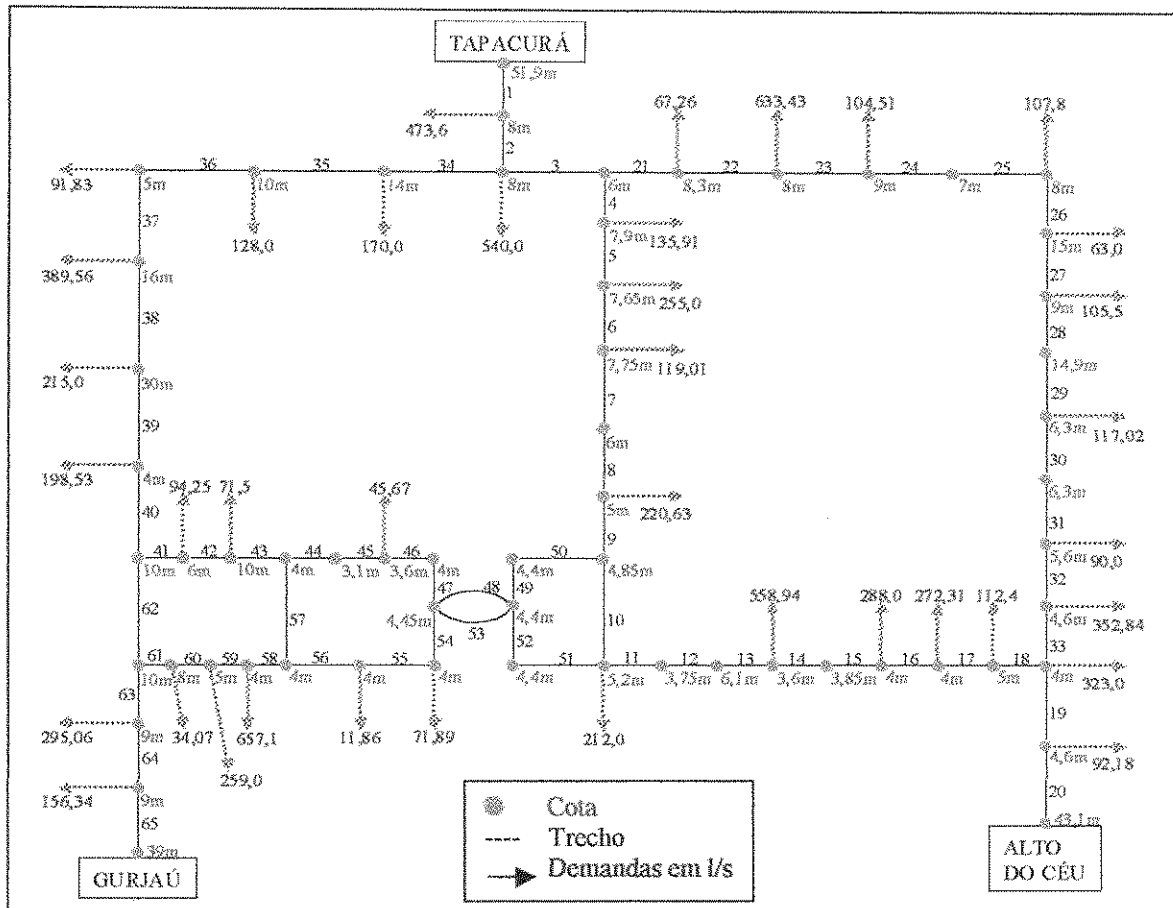 TAPACURÁ
51,9m
1
67,26 633,43 104,51 107,8
473,6 8m
2
36 35 34 3 21 22 23 24 25
91,83 5m 10m 14m 8m 6m 8,3m 8m 9m 7m 8m
37 4 26
128,0 170,0 540,0 7,9m 135,91 15m 63,0
389,56 16m 5 27
7,65m 255,0 9m 105,5
38 6 28
215,0 30m 7,75m 119,01 14,9m
39 7 29
6m 6,3m 117,02
198,53 4m 94,25 71,5 45,67 8 30
40 5m 220,63 6,3m
9 31
41 42 43 44 45 46 50
10m 6m 10m 4m 3,1m 3,6m 4m 4,4m 4,85m 5,6m 90,0
47 48 49 32
62 57 4,45m 53 4,4m 10 558,94 288,0 272,31 112,4 4,6m 352,84
54 52 33
61 60 59 58 56 55 51 11 12 13 14 15 16 17 18 323,0
10m 8m 5m 4m 4m 4m 4m 4,4m 5,2m 3,75m 6,1m 3,6m 3,85m 4m 4m 5m 4m
63 19
295,06 9m 34,07 657,1 11,86 71,89 212,0 4,6m 92,18
64 259,0
156,34 9m 20
65
39m 43,1m
GURJAÚ
ALTO
DO CÉU
Cota
Trecho
Demandas em l/s